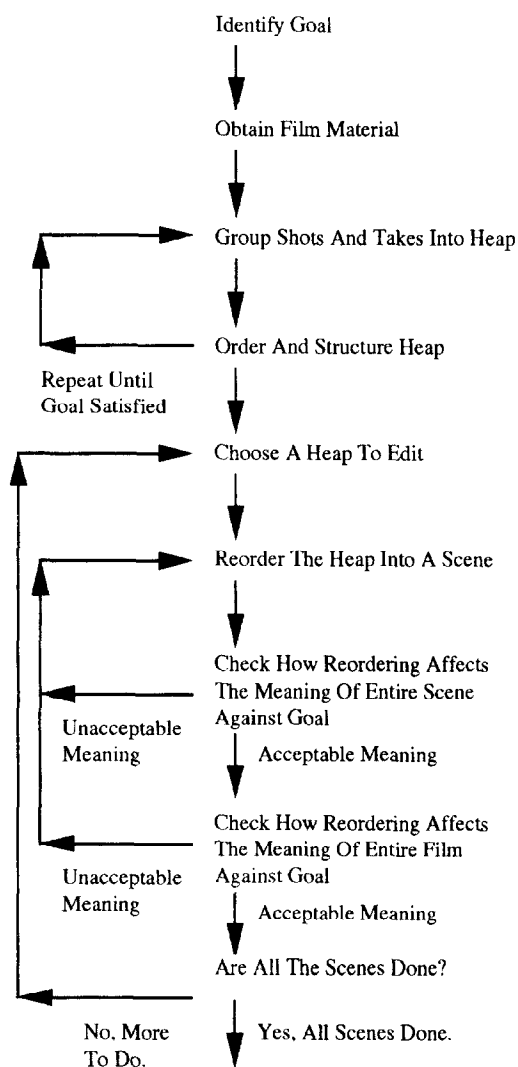 Identify Goal
Obtain Film Material
Group Shots And Takes Into Heap
Order And Structure Heap
Repeat Until
Goal Satisfied
Choose A Heap To Edit
Reorder The Heap Into A Scene
Check How Reordering Affects
The Meaning Of Entire Scene
Against Goal
Unacceptable
Meaning
Acceptable Meaning
Check How Reordering Affects
The Meaning Of Entire Film
Against Goal
Unacceptable
Meaning
Acceptable Meaning
Are All The Scenes Done?
No, More
To Do.
Yes, All Scenes Done.